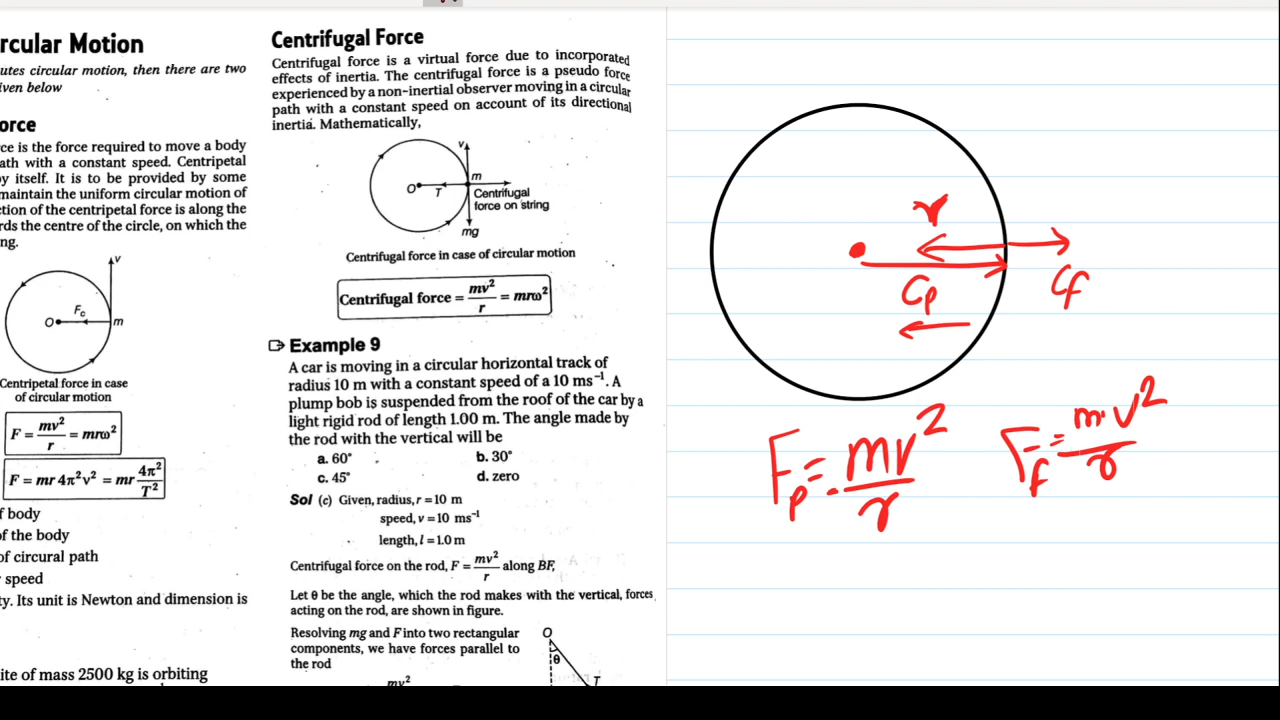 rcular Motion
utes circular motion, then there are two
iven below
orce
ce is the force required to move a body
ath with a constant speed. Centripetal
y itself. It is to be provided by some
maintain the uniform circular motion of
ction of the centripetal force is along the
rds the centre of the circle, on which the
ng.
v
F_c
O
m
Centripetal force in case
of circular motion
F = mv²/r = mrω²
F = mr 4π²ν² = mr 4π²/T²
of body
of the body
of circural path
r speed
ty. Its unit is Newton and dimension is
ite of mass 2500 kg is orbiting
Centrifugal Force
Centrifugal force is a virtual force due to incorporated
effects of inertia. The centrifugal force is a pseudo force
experienced by a non-inertial observer moving in a circular
path with a constant speed on account of its directional
inertia. Mathematically,
v
m
O
T
Centrifugal
force on string
mg
Centrifugal force in case of circular motion
Centrifugal force = mv²/r = mrω²
Example 9
A car is moving in a circular horizontal track of
radius 10 m with a constant speed of a 10 ms⁻¹. A
plump bob is suspended from the roof of the car by a
light rigid rod of length 1.00 m. The angle made by
the rod with the vertical will be
a. 60° b. 30°
c. 45° d. zero
Sol (c) Given, radius, r = 10 m
speed, v = 10 ms⁻¹
length, l = 1.0 m
Centrifugal force on the rod, F = mv²/r along BF,
Let θ be the angle, which the rod makes with the vertical, forces
acting on the rod, are shown in figure.
Resolving mg and F into two rectangular
components, we have forces parallel to
the rod
mv²
O
θ
T
r
Cp
Cf
Fp = mv²/r
Ff = mv²/r